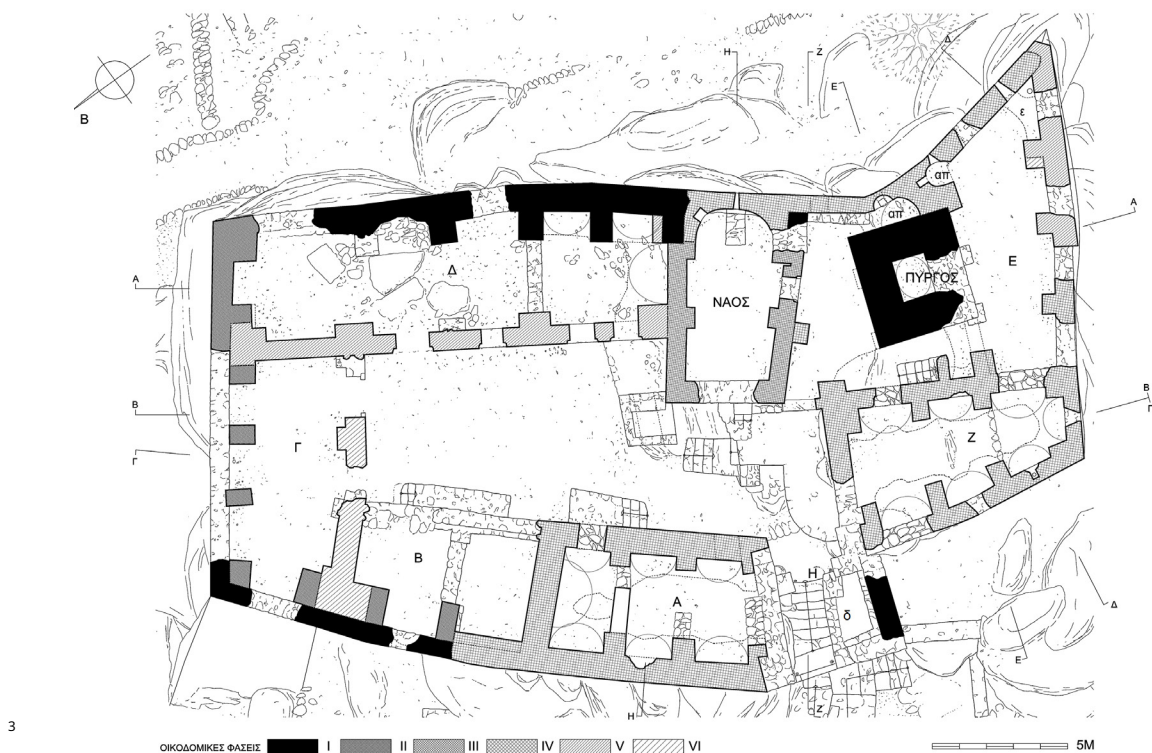 Η Ζ Δ
Ε
Β
ε
απ
απ
Α
Δ
ΠΥΡΓΟΣ
Ε
Α
ΝΑΟΣ
Β
Β
Γ
Γ
Γ
Ζ
Β
Η
Α
δ
Δ
Ε
Η
Ζ
3
ΟΙΚΟΔΟΜΙΚΕΣ ΦΑΣΕΙΣ I II III IV V VI 5M